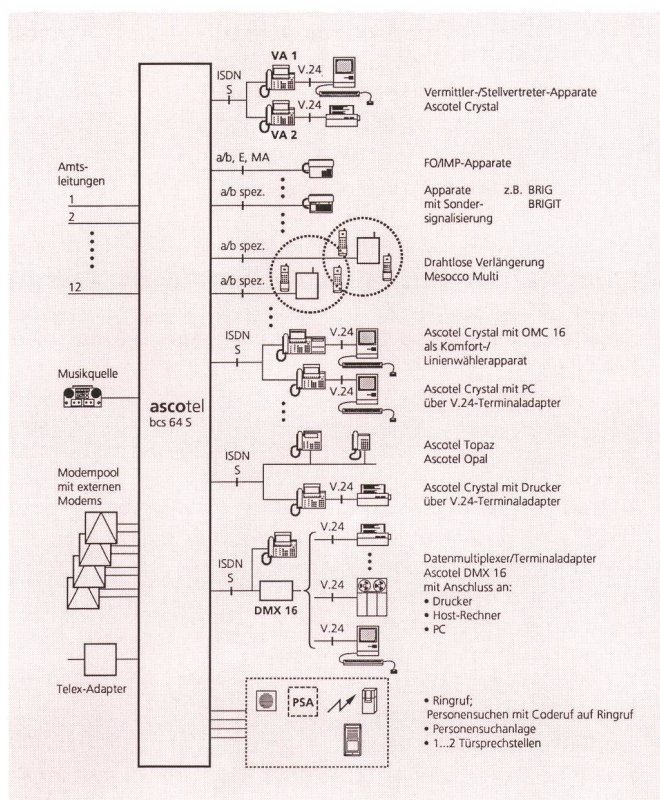 VA 1
ISDN
S
V.24
V.24
VA 2
Vermittler-/Stellvertreter-Apparate
Ascotel Crystal
Amts-
leitungen
1
2
12
a/b, E, MA
FO/IMP-Apparate
a/b spez.
Apparate z.B. BRIG
mit Sonder- BRIGIT
signalisierung
a/b spez.
a/b spez.
Drahtlose Verlängerung
Mesocco Multi
ISDN
S
V.24
V.24
Ascotel Crystal mit OMC 16
als Komfort-/
Linienwählerapparat
Ascotel Crystal mit PC
über V.24-Terminaladapter
Musikquelle
ascotel
bcs 64 S
ISDN
S
Ascotel Topaz
Ascotel Opal
V.24
Ascotel Crystal mit Drucker
über V.24-Terminaladapter
Modempool
mit externen
Modems
ISDN
S
DMX 16
V.24
V.24
V.24
Datenmultiplexer/Terminaladapter
Ascotel DMX 16
mit Anschluss an:
• Drucker
• Host-Rechner
• PC
Telex-Adapter
PSA
• Ringruf;
Personensuchen mit Coderuf auf Ringruf
• Personensuchanlage
• 1...2 Türsprechstellen